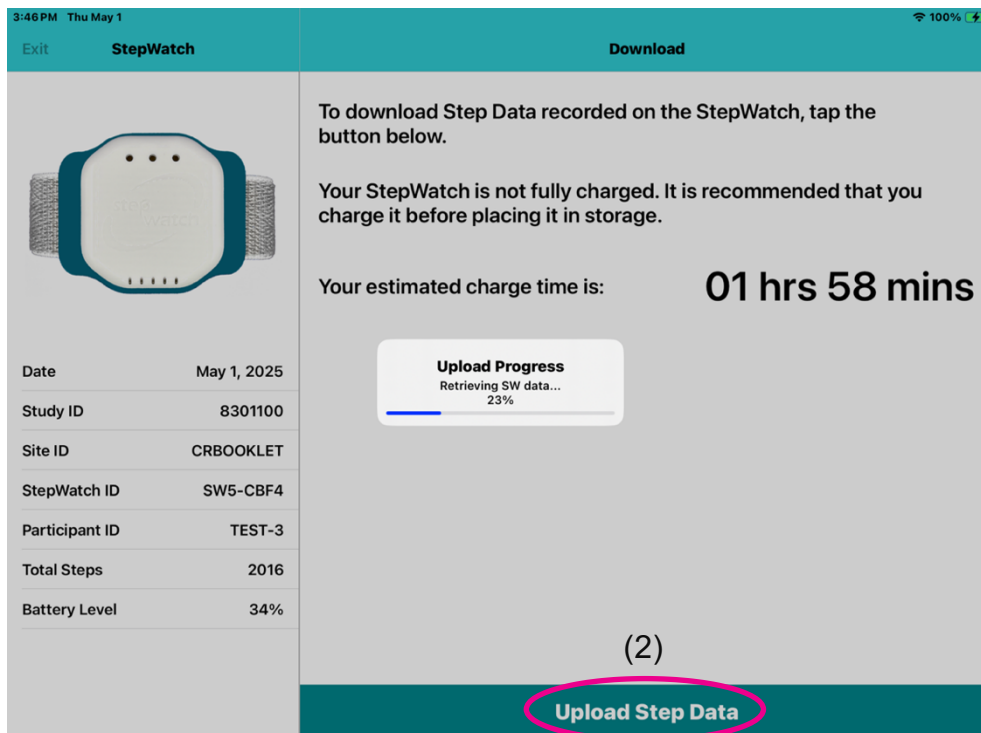 3:46 PM Thu May 1
100%
Exit
StepWatch
Download
To download Step Data recorded on the StepWatch, tap the
button below.
Your StepWatch is not fully charged. It is recommended that you
charge it before placing it in storage.
Your estimated charge time is: 01 hrs 58 mins
Upload Progress
Retrieving SW data...
23%
Date May 1, 2025
Study ID 8301100
Site ID CRBOOKLET
StepWatch ID SW5-CBF4
Participant ID TEST-3
Total Steps 2016
Battery Level 34%
(2)
Upload Step Data